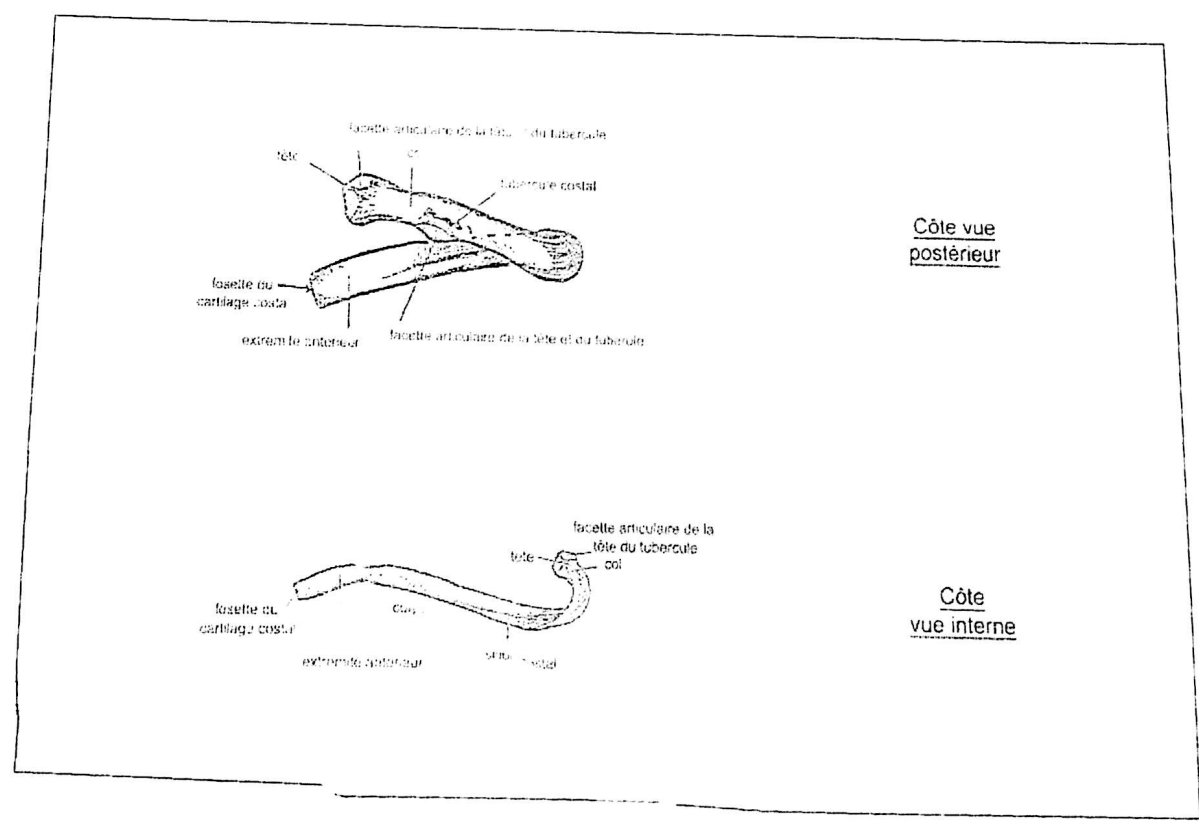 facette articulaire de la du tubercule
tête
tubercule costal
Côte vue
postérieur
fosette du
cartilage costa
extremite anterieur
facette articulaire de la tête et du tubercule
facette articulaire de la
tête du tubercule
tete
col
fosette du
cartilage costal
extremite anterieur
costal
Côte
vue interne